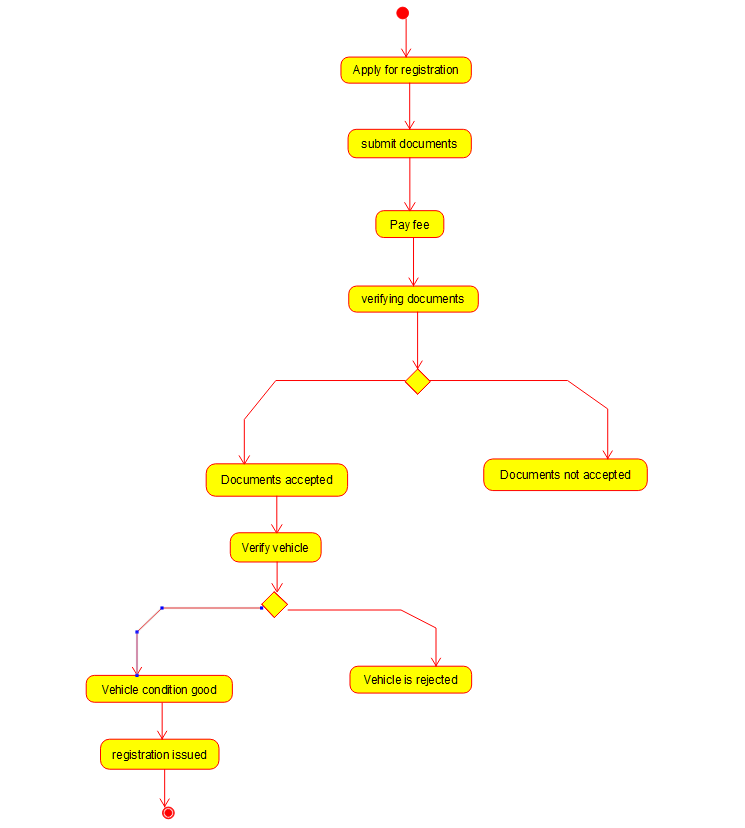 Apply for registration
submit documents
Pay fee
verifying documents
Documents accepted
Documents not accepted
Verify vehicle
Vehicle condition good
Vehicle is rejected
registration issued